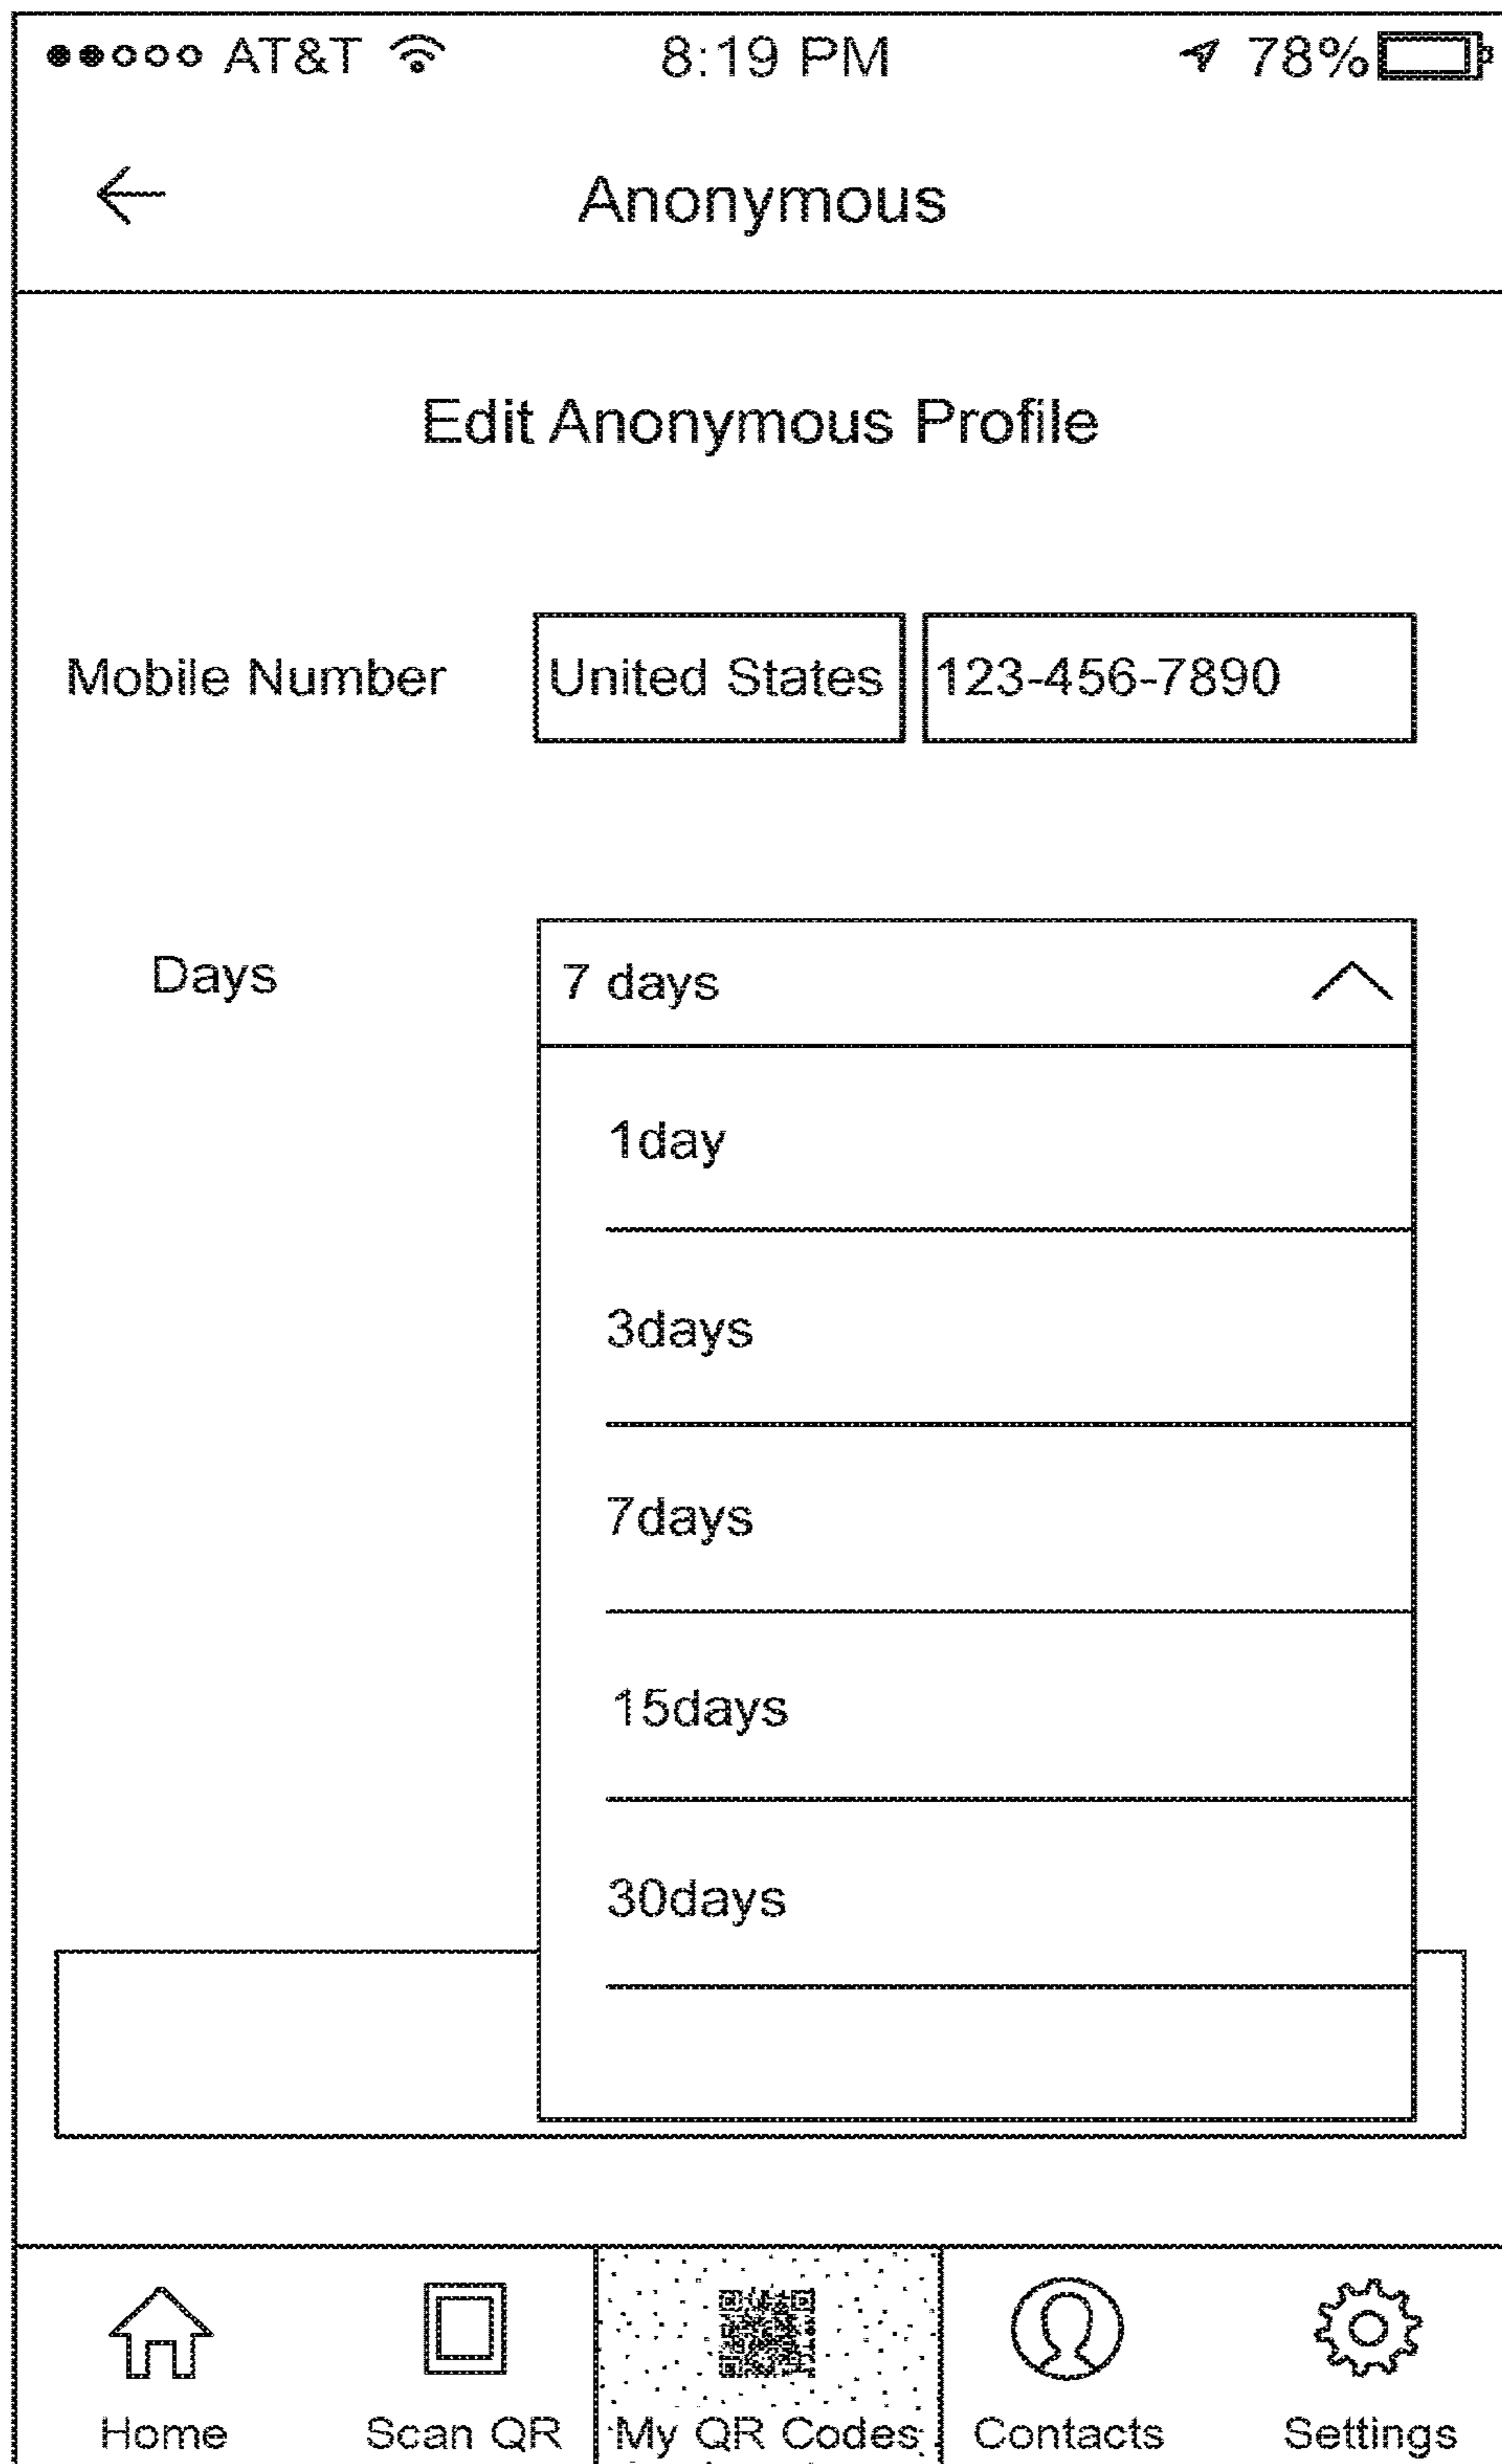 AT&T 8:19 PM 78%
Anonymous
Edit Anonymous Profile
Mobile Number United States 123-456-7890
Days 7 days
1day
3days
7days
15days
30days
Home Scan QR My QR Codes Contacts Settings